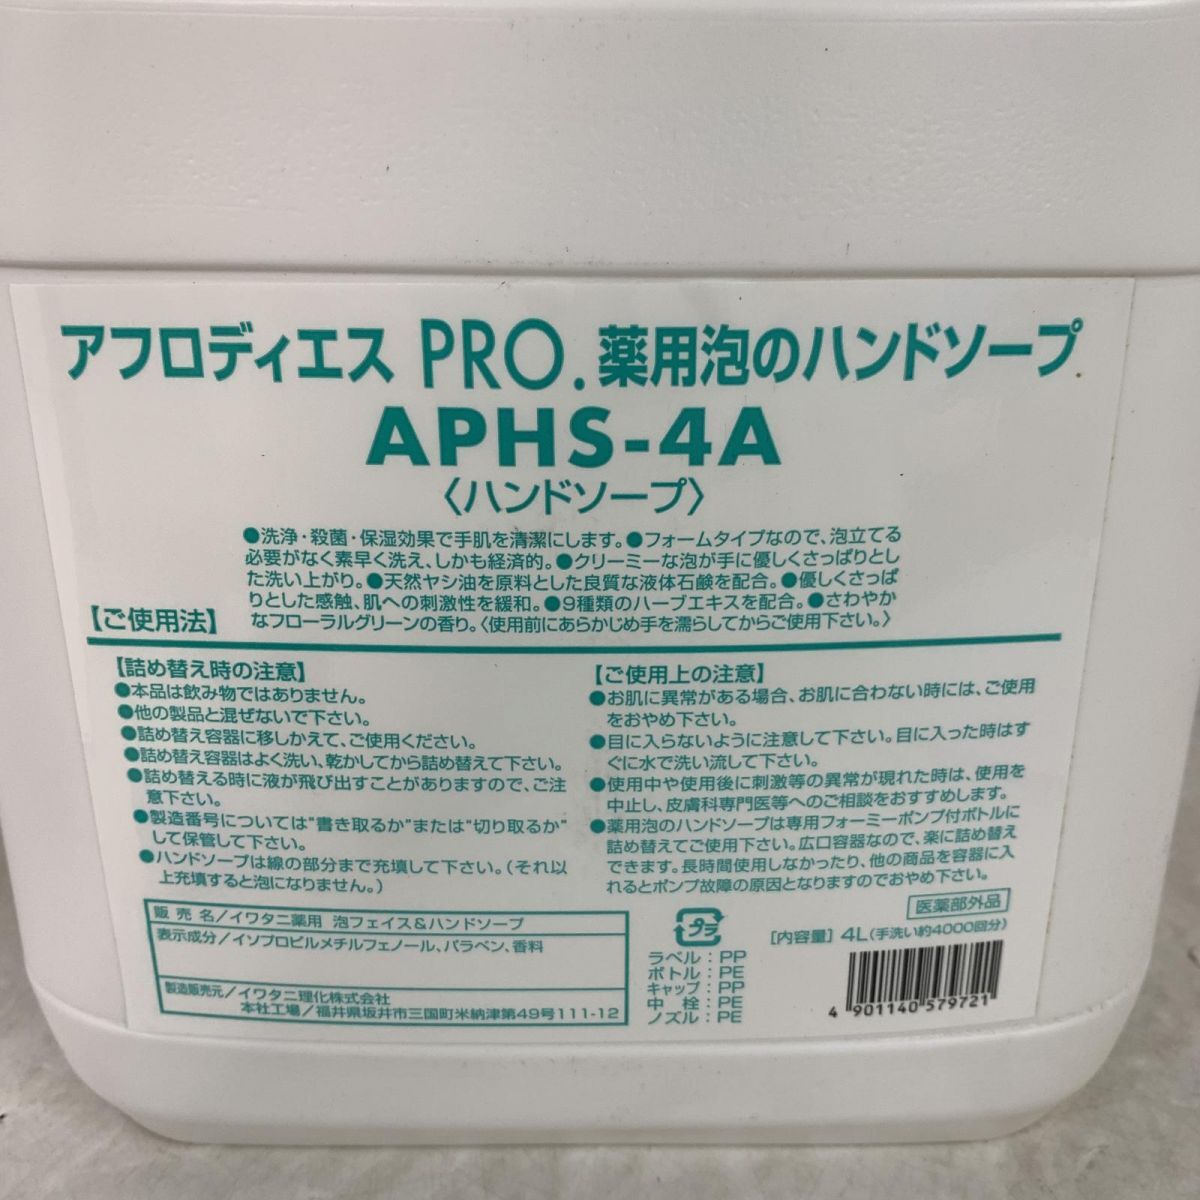 アフロディエス PRO. 薬用泡のハンドソープ
APHS-4A
〈ハンドソープ〉
●洗浄・殺菌・保湿効果で手肌を清潔にします。●フォームタイプなので、泡立てる
必要がなく素早く洗え、しかも経済的。●クリーミーな泡が手に優しくさっぱりとし
た洗い上がり。●天然ヤシ油を原料とした良質な液体石鹸を配合。●優しくさっぱ
りとした感触、肌への刺激性を緩和。●9種類のハーブエキスを配合。●さわやか
なフローラルグリーンの香り。〈使用前にあらかじめ手を濡らしてからご使用下さい。〉
【ご使用法】
【詰め替え時の注意】
●本品は飲み物ではありません。
●他の製品と混ぜないで下さい。
●詰め替え容器に移しかえて、ご使用ください。
●詰め替え容器はよく洗い、乾かしてから詰め替えて下さい。
●詰め替える時に液が飛び出すことがありますので、ご注
意下さい。
●製造番号については"書き取るか"または"切り取るか"
して保管して下さい。
●ハンドソープは線の部分まで充填して下さい。(それ以
上充填すると泡になりません。)
【ご使用上の注意】
●お肌に異常がある場合、お肌に合わない時には、ご使用
をおやめ下さい。
●目に入らないように注意して下さい。目に入った時はす
ぐに水で洗い流して下さい。
●使用中や使用後に刺激等の異常が現れた時は、使用を
中止し、皮膚科専門医等へのご相談をおすすめします。
●薬用泡のハンドソープは専用フォーミーポンプ付ボトルに
詰め替えてご使用下さい。広口容器なので、楽に詰め替え
できます。長時間使用しなかったり、他の商品を容器に入
れるとポンプ故障の原因となりますのでおやめ下さい。
販売名/イワタニ薬用 泡フェイス&ハンドソープ
表示成分/イソプロピルメチルフェノール、パラベン、香料
製造販売元/イワタニ理化株式会社
本社工場/福井県坂井市三国町米納津第49号111-12
プラ
ラベル:PP
ボトル:PE
キャップ:PP
中栓:PE
ノズル:PE
医薬部外品
[内容量] 4L(手洗い約4000回分)
4 901140 579721